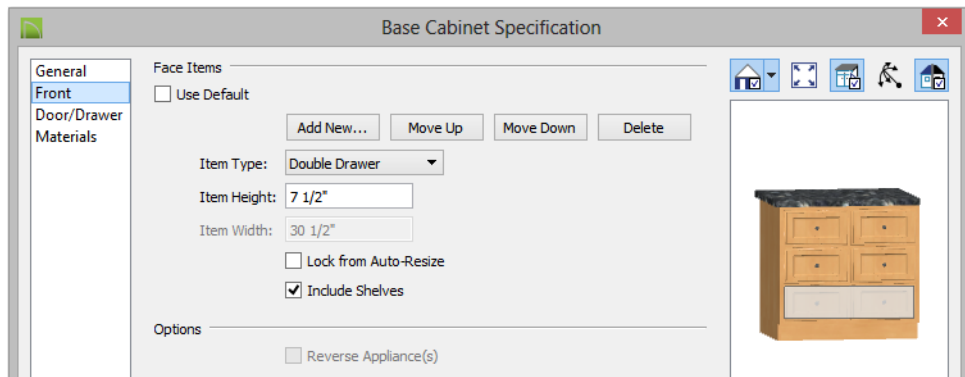 Base Cabinet Specification
General
Front
Door/Drawer
Materials
Face Items
Use Default
Add New... Move Up Move Down Delete
Item Type: Double Drawer
Item Height: 7 1/2"
Item Width: 30 1/2"
Lock from Auto-Resize
Include Shelves
Options
Reverse Appliance(s)